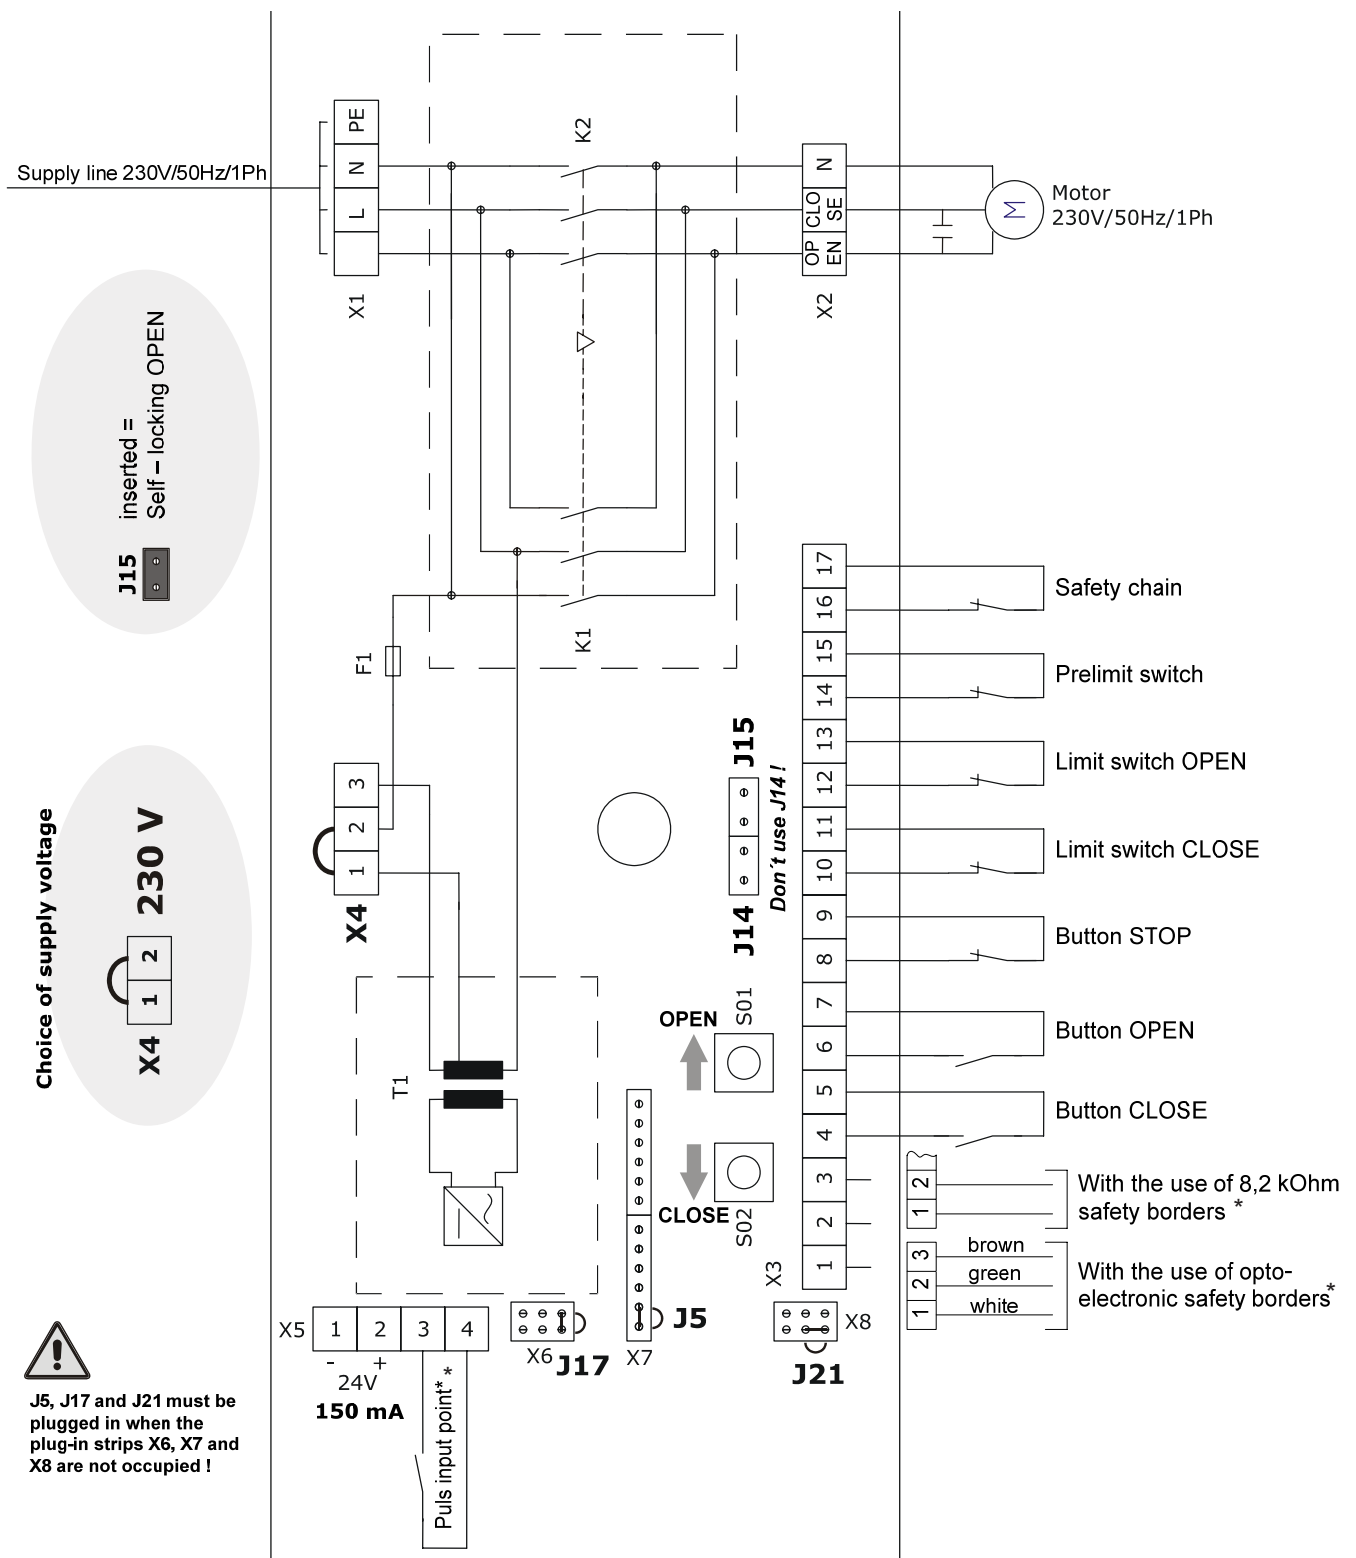 Supply line 230V/50Hz/1Ph
PE
N
L
X1
K2
N
CLO
SE
OP
EN
X2
M
Motor
230V/50Hz/1Ph
J15
inserted =
Self – locking OPEN
K1
F1
Choice of supply voltage
X4
1
2
230 V
3
2
1
X4
J15
J14
Don´t use J14 !
17
16
15
14
13
12
11
10
9
8
7
6
5
4
3
2
1
X3
Safety chain
Prelimit switch
Limit switch OPEN
Limit switch CLOSE
Button STOP
Button OPEN
Button CLOSE
2
1
With the use of 8,2 kOhm
safety borders *
3
2
1
brown
green
white
With the use of opto-
electronic safety borders*
T1
OPEN
S01
CLOSE
S02
X5
1
2
3
4
-
+
24V
150 mA
Puls input point* *
X6
J17
X7
J5
X8
J21
!
J5, J17 and J21 must be
plugged in when the
plug-in strips X6, X7 and
X8 are not occupied !